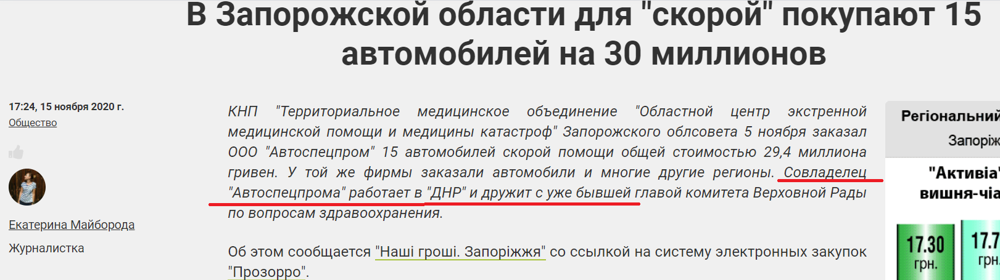 В Запорожской области для "скорой" покупают 15
автомобилей на 30 миллионов
17:24, 15 ноября 2020 г.
Общество
Екатерина Майборода
Журналистка
КНП "Территориальное медицинское объединение "Областной центр экстренной
медицинской помощи и медицины катастроф" Запорожского облсовета 5 ноября заказал
ООО "Автоспецпром" 15 автомобилей скорой помощи общей стоимостью 29,4 миллиона
гривен. У той же фирмы заказали автомобили и многие другие регионы. Совладелец
"Автоспецпрома" работает в "ДНР" и дружит с уже бывшей главой комитета Верховной Рады
по вопросам здравоохранения.
Об этом сообщается "Наші гроші. Запоріжжя" со ссылкой на систему электронных закупок
"Прозорро".
Регіональний
Запоріж
"Активіа"
вишня-чіа
17.30
грн.
17.7
грн.